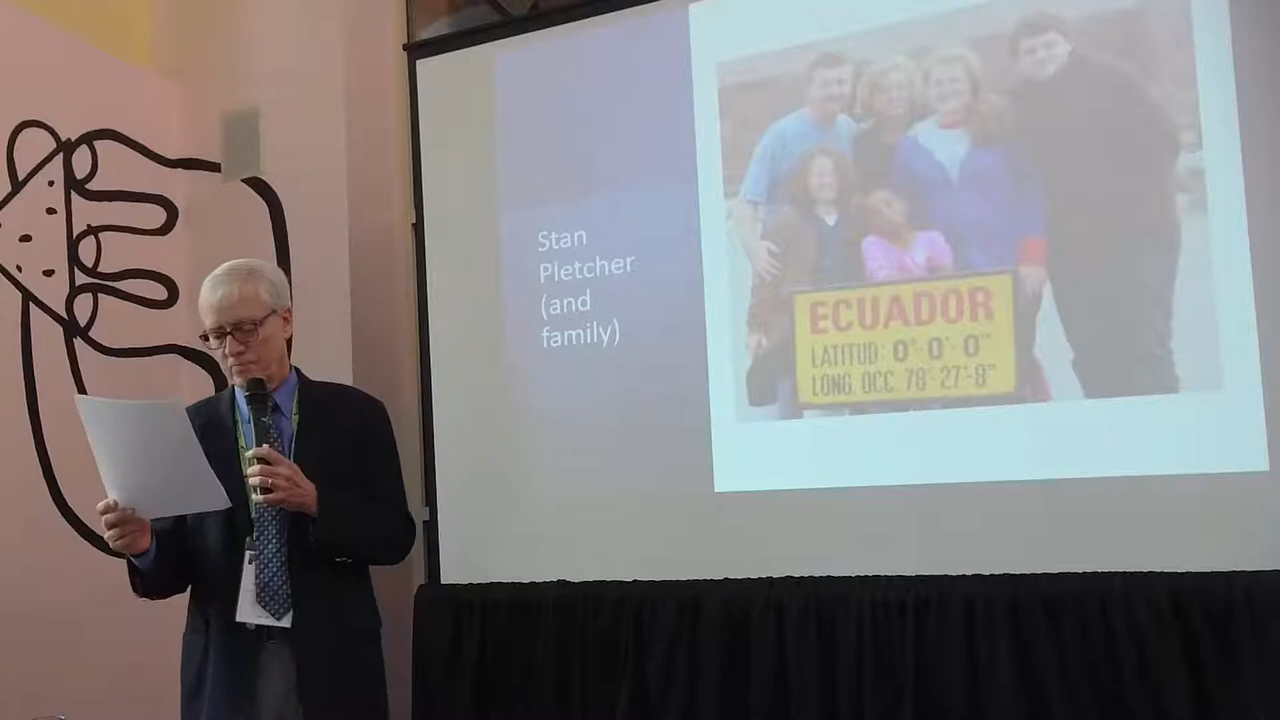 Stan
Pletcher
(and
family)
ECUADOR
LATITUD: 0°-0'-0"
LONG. OCC. 78°-27'-8"